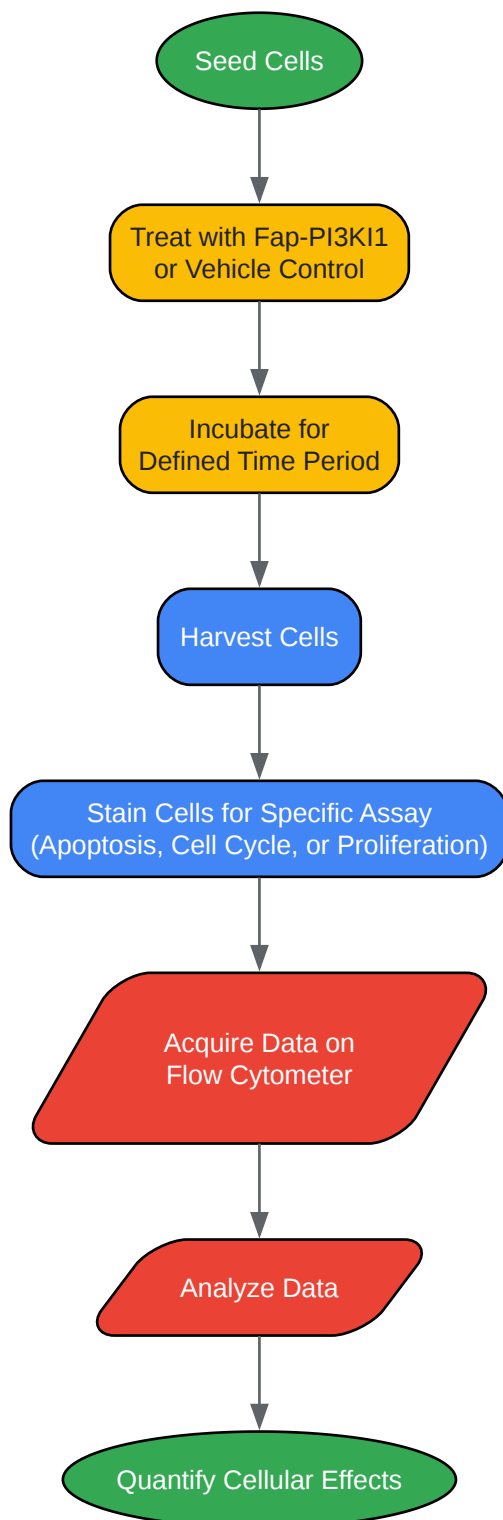 Seed Cells
Treat with Fap-PI3KI1
or Vehicle Control
Incubate for
Defined Time Period
Harvest Cells
Stain Cells for Specific Assay
(Apoptosis, Cell Cycle, or Proliferation)
Acquire Data on
Flow Cytometer
Analyze Data
Quantify Cellular Effects